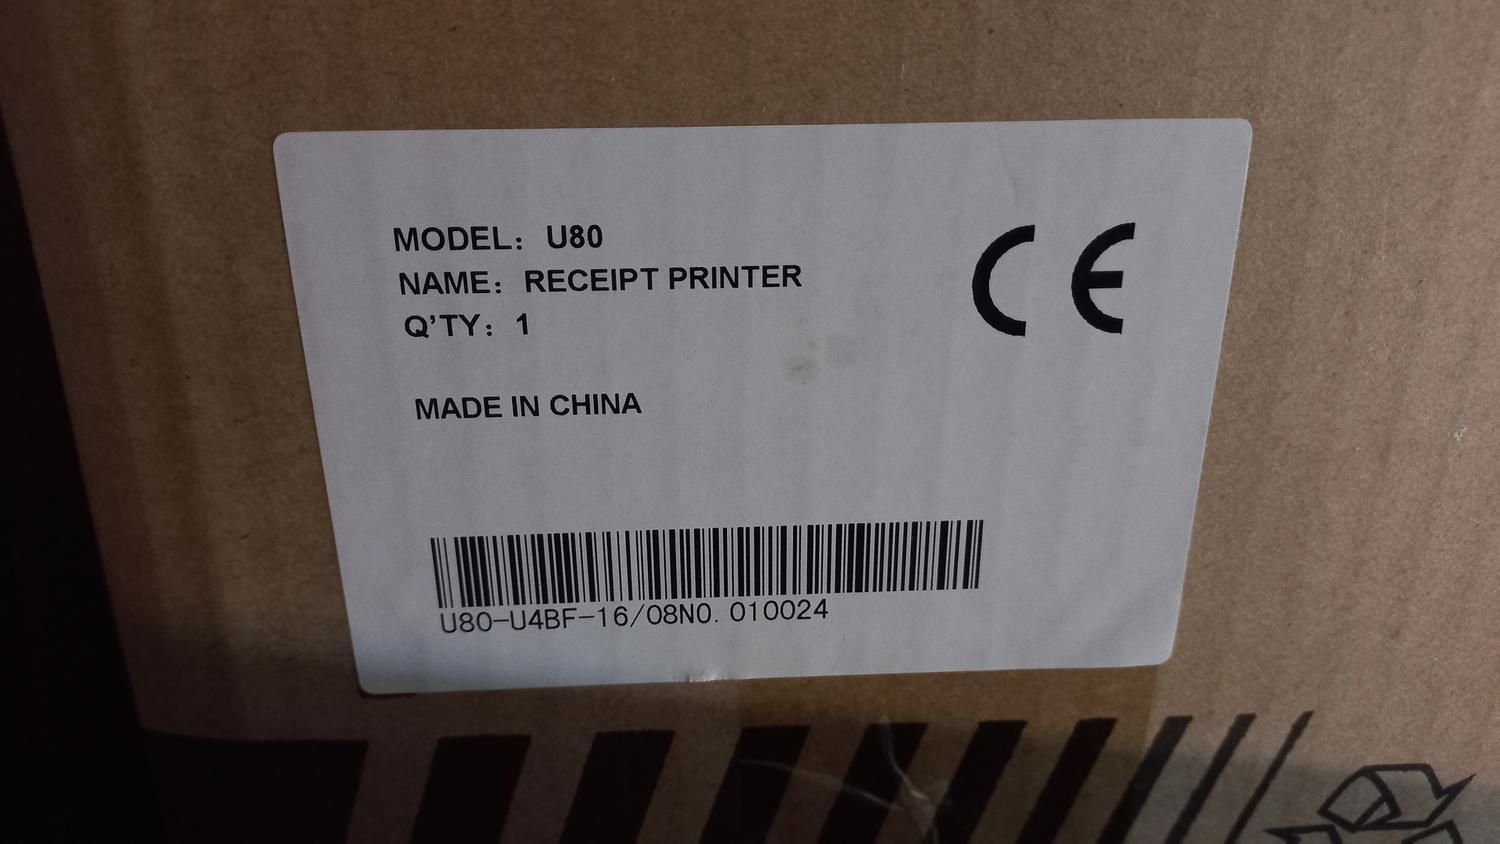 MODEL: U80
NAME: RECEIPT PRINTER
Q'TY: 1
CE
MADE IN CHINA
U80-U4BF-16/08N0. 010024